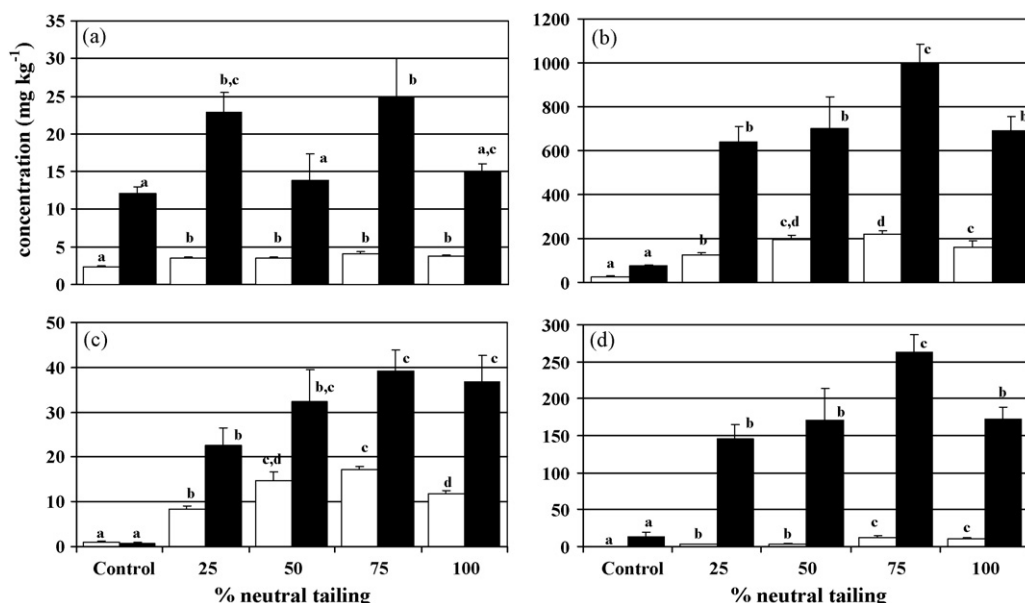 (a)
35
30
25
20
15
10
5
0
concentration (mg kg-1)
a
a
b
b,c
b
a
b
b
b
a,c
(b)
1200
1000
800
600
400
200
0
a
a
b
b
c,d
b
d
c
c
b
(c)
50
40
30
20
10
0
a
a
b
b
c,d
b,c
c
c
d
c
Control
25
50
75
100
% neutral tailing
(d)
300
250
200
150
100
50
0
a
a
b
b
b
b
c
c
c
b
Control
25
50
75
100
% neutral tailing